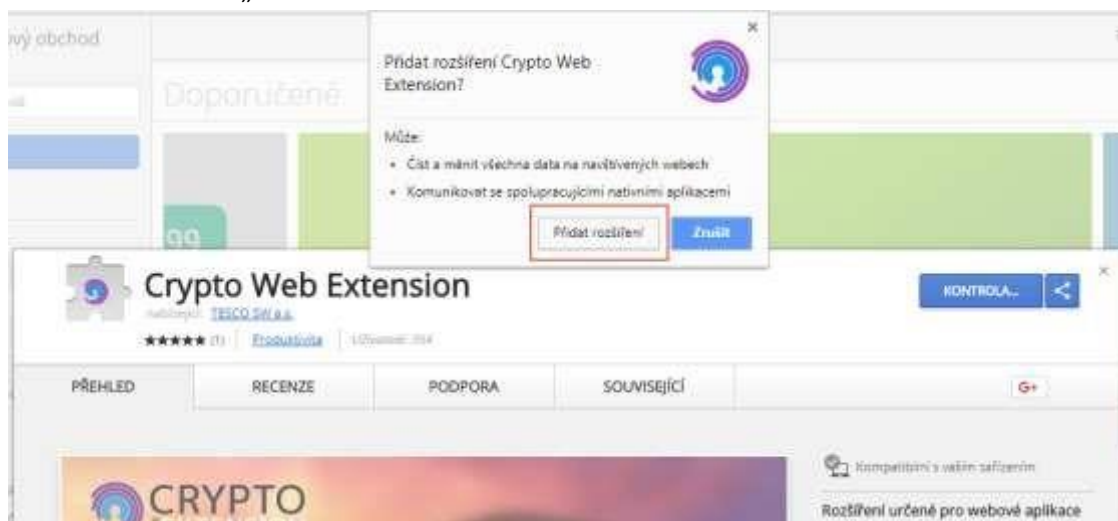 „
ový obchod
Doporučené
Přidat rozšíření Crypto Web
Extension?
Může:
• Číst a měnit všechna data na navštívených webech
• Komunikovat se spolupracujícími nativními aplikacemi
Přidat rozšíření
Zrušit
99
Crypto Web Extension
TESCO SW a.s.
(1)
Produktivita
KONTROLA...
PŘEHLED
RECENZE
PODPORA
SOUVISEJÍCÍ
G+
Kompatibilní s vaším zařízením
CRYPTO
Rozšíření určené pro webové aplikace